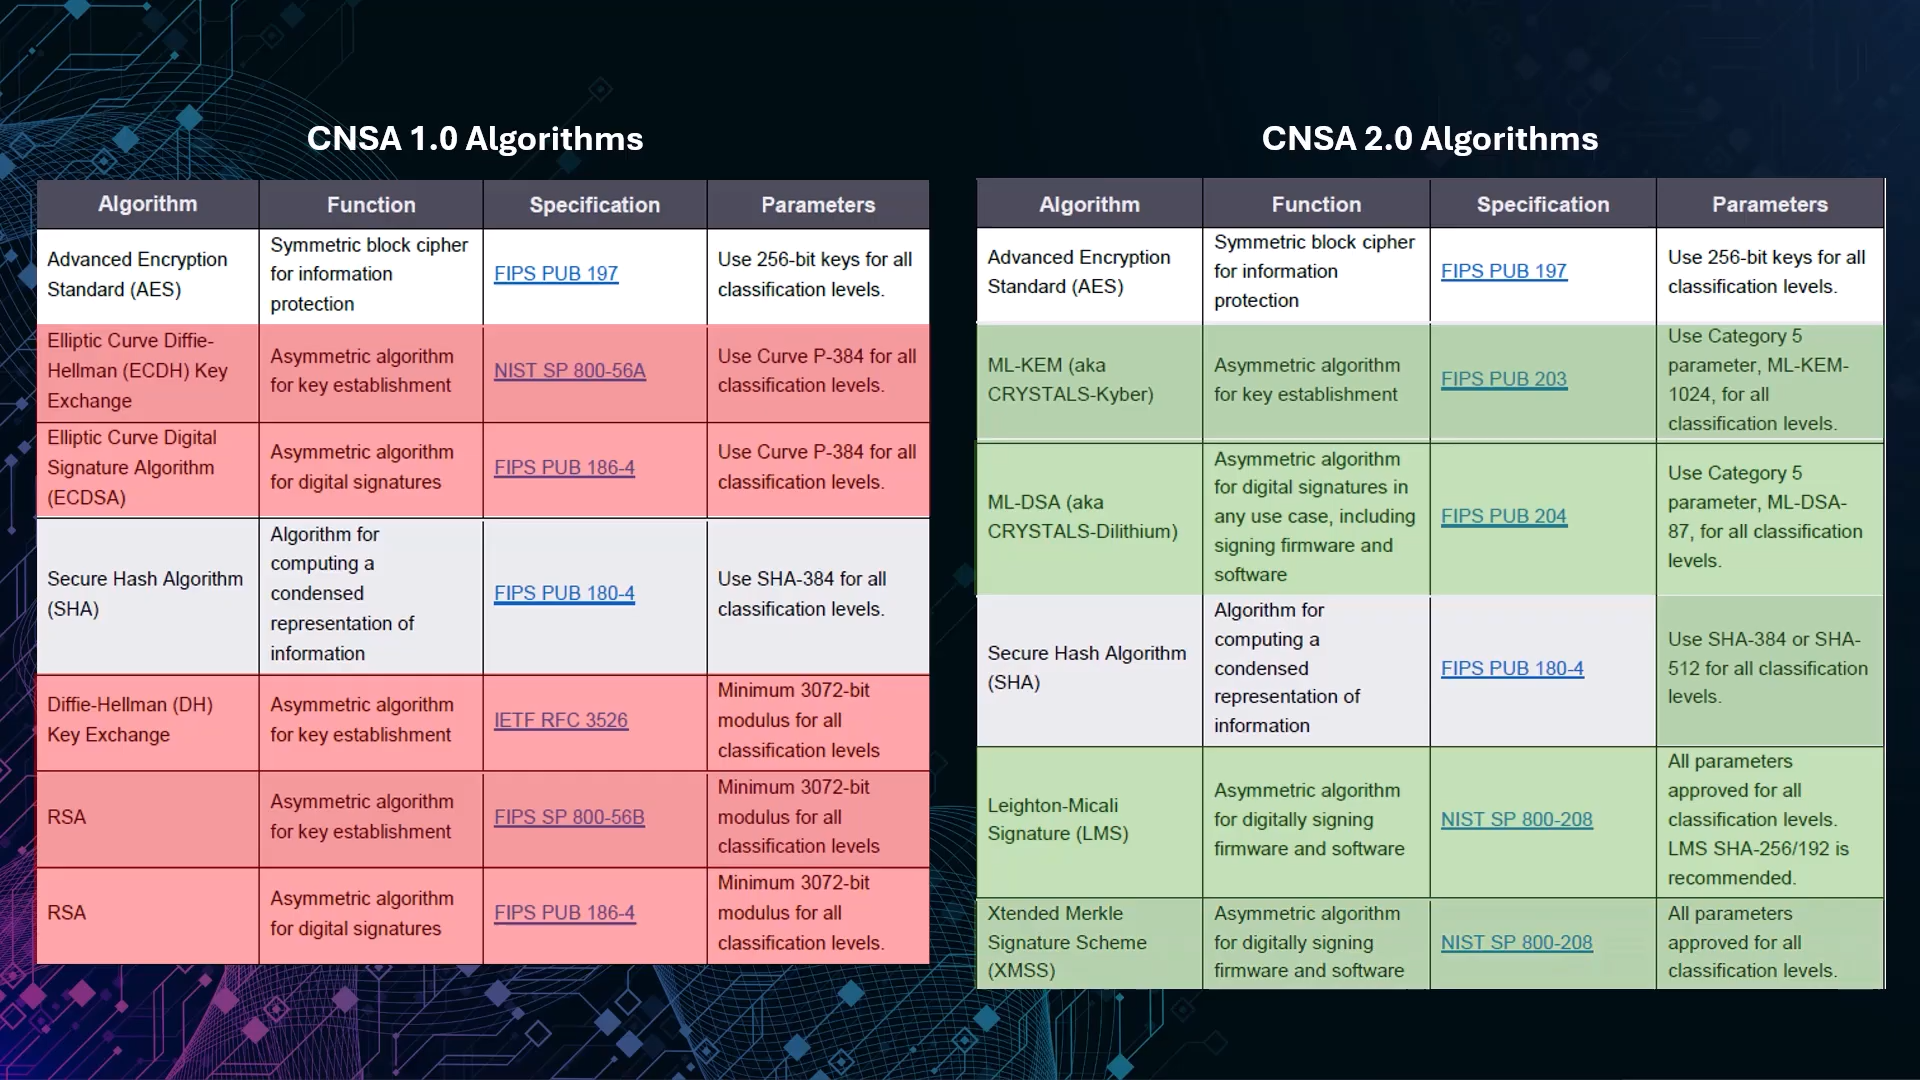 CNSA 1.0 Algorithms
Algorithm Function Specification Parameters
Advanced Encryption
Standard (AES)
Symmetric block cipher
for information
protection
FIPS PUB 197
Use 256-bit keys for all
classification levels.
Elliptic Curve Diffie-
Hellman (ECDH) Key
Exchange
Asymmetric algorithm
for key establishment
NIST SP 800-56A
Use Curve P-384 for all
classification levels.
Elliptic Curve Digital
Signature Algorithm
(ECDSA)
Asymmetric algorithm
for digital signatures
FIPS PUB 186-4
Use Curve P-384 for all
classification levels.
Secure Hash Algorithm
(SHA)
Algorithm for
computing a
condensed
representation of
information
FIPS PUB 180-4
Use SHA-384 for all
classification levels.
Diffie-Hellman (DH)
Key Exchange
Asymmetric algorithm
for key establishment
IETF RFC 3526
Minimum 3072-bit
modulus for all
classification levels
RSA
Asymmetric algorithm
for key establishment
FIPS SP 800-56B
Minimum 3072-bit
modulus for all
classification levels
RSA
Asymmetric algorithm
for digital signatures
FIPS PUB 186-4
Minimum 3072-bit
modulus for all
classification levels.
CNSA 2.0 Algorithms
Algorithm Function Specification Parameters
Advanced Encryption
Standard (AES)
Symmetric block cipher
for information
protection
FIPS PUB 197
Use 256-bit keys for all
classification levels.
ML-KEM (aka
CRYSTALS-Kyber)
Asymmetric algorithm
for key establishment
FIPS PUB 203
Use Category 5
parameter, ML-KEM-
1024, for all
classification levels.
ML-DSA (aka
CRYSTALS-Dilithium)
Asymmetric algorithm
for digital signatures in
any use case, including
signing firmware and
software
FIPS PUB 204
Use Category 5
parameter, ML-DSA-
87, for all classification
levels.
Secure Hash Algorithm
(SHA)
Algorithm for
computing a
condensed
representation of
information
FIPS PUB 180-4
Use SHA-384 or SHA-
512 for all classification
levels.
Leighton-Micali
Signature (LMS)
Asymmetric algorithm
for digitally signing
firmware and software
NIST SP 800-208
All parameters
approved for all
classification levels.
LMS SHA-256/192 is
recommended.
Xtended Merkle
Signature Scheme
(XMSS)
Asymmetric algorithm
for digitally signing
firmware and software
NIST SP 800-208
All parameters
approved for all
classification levels.